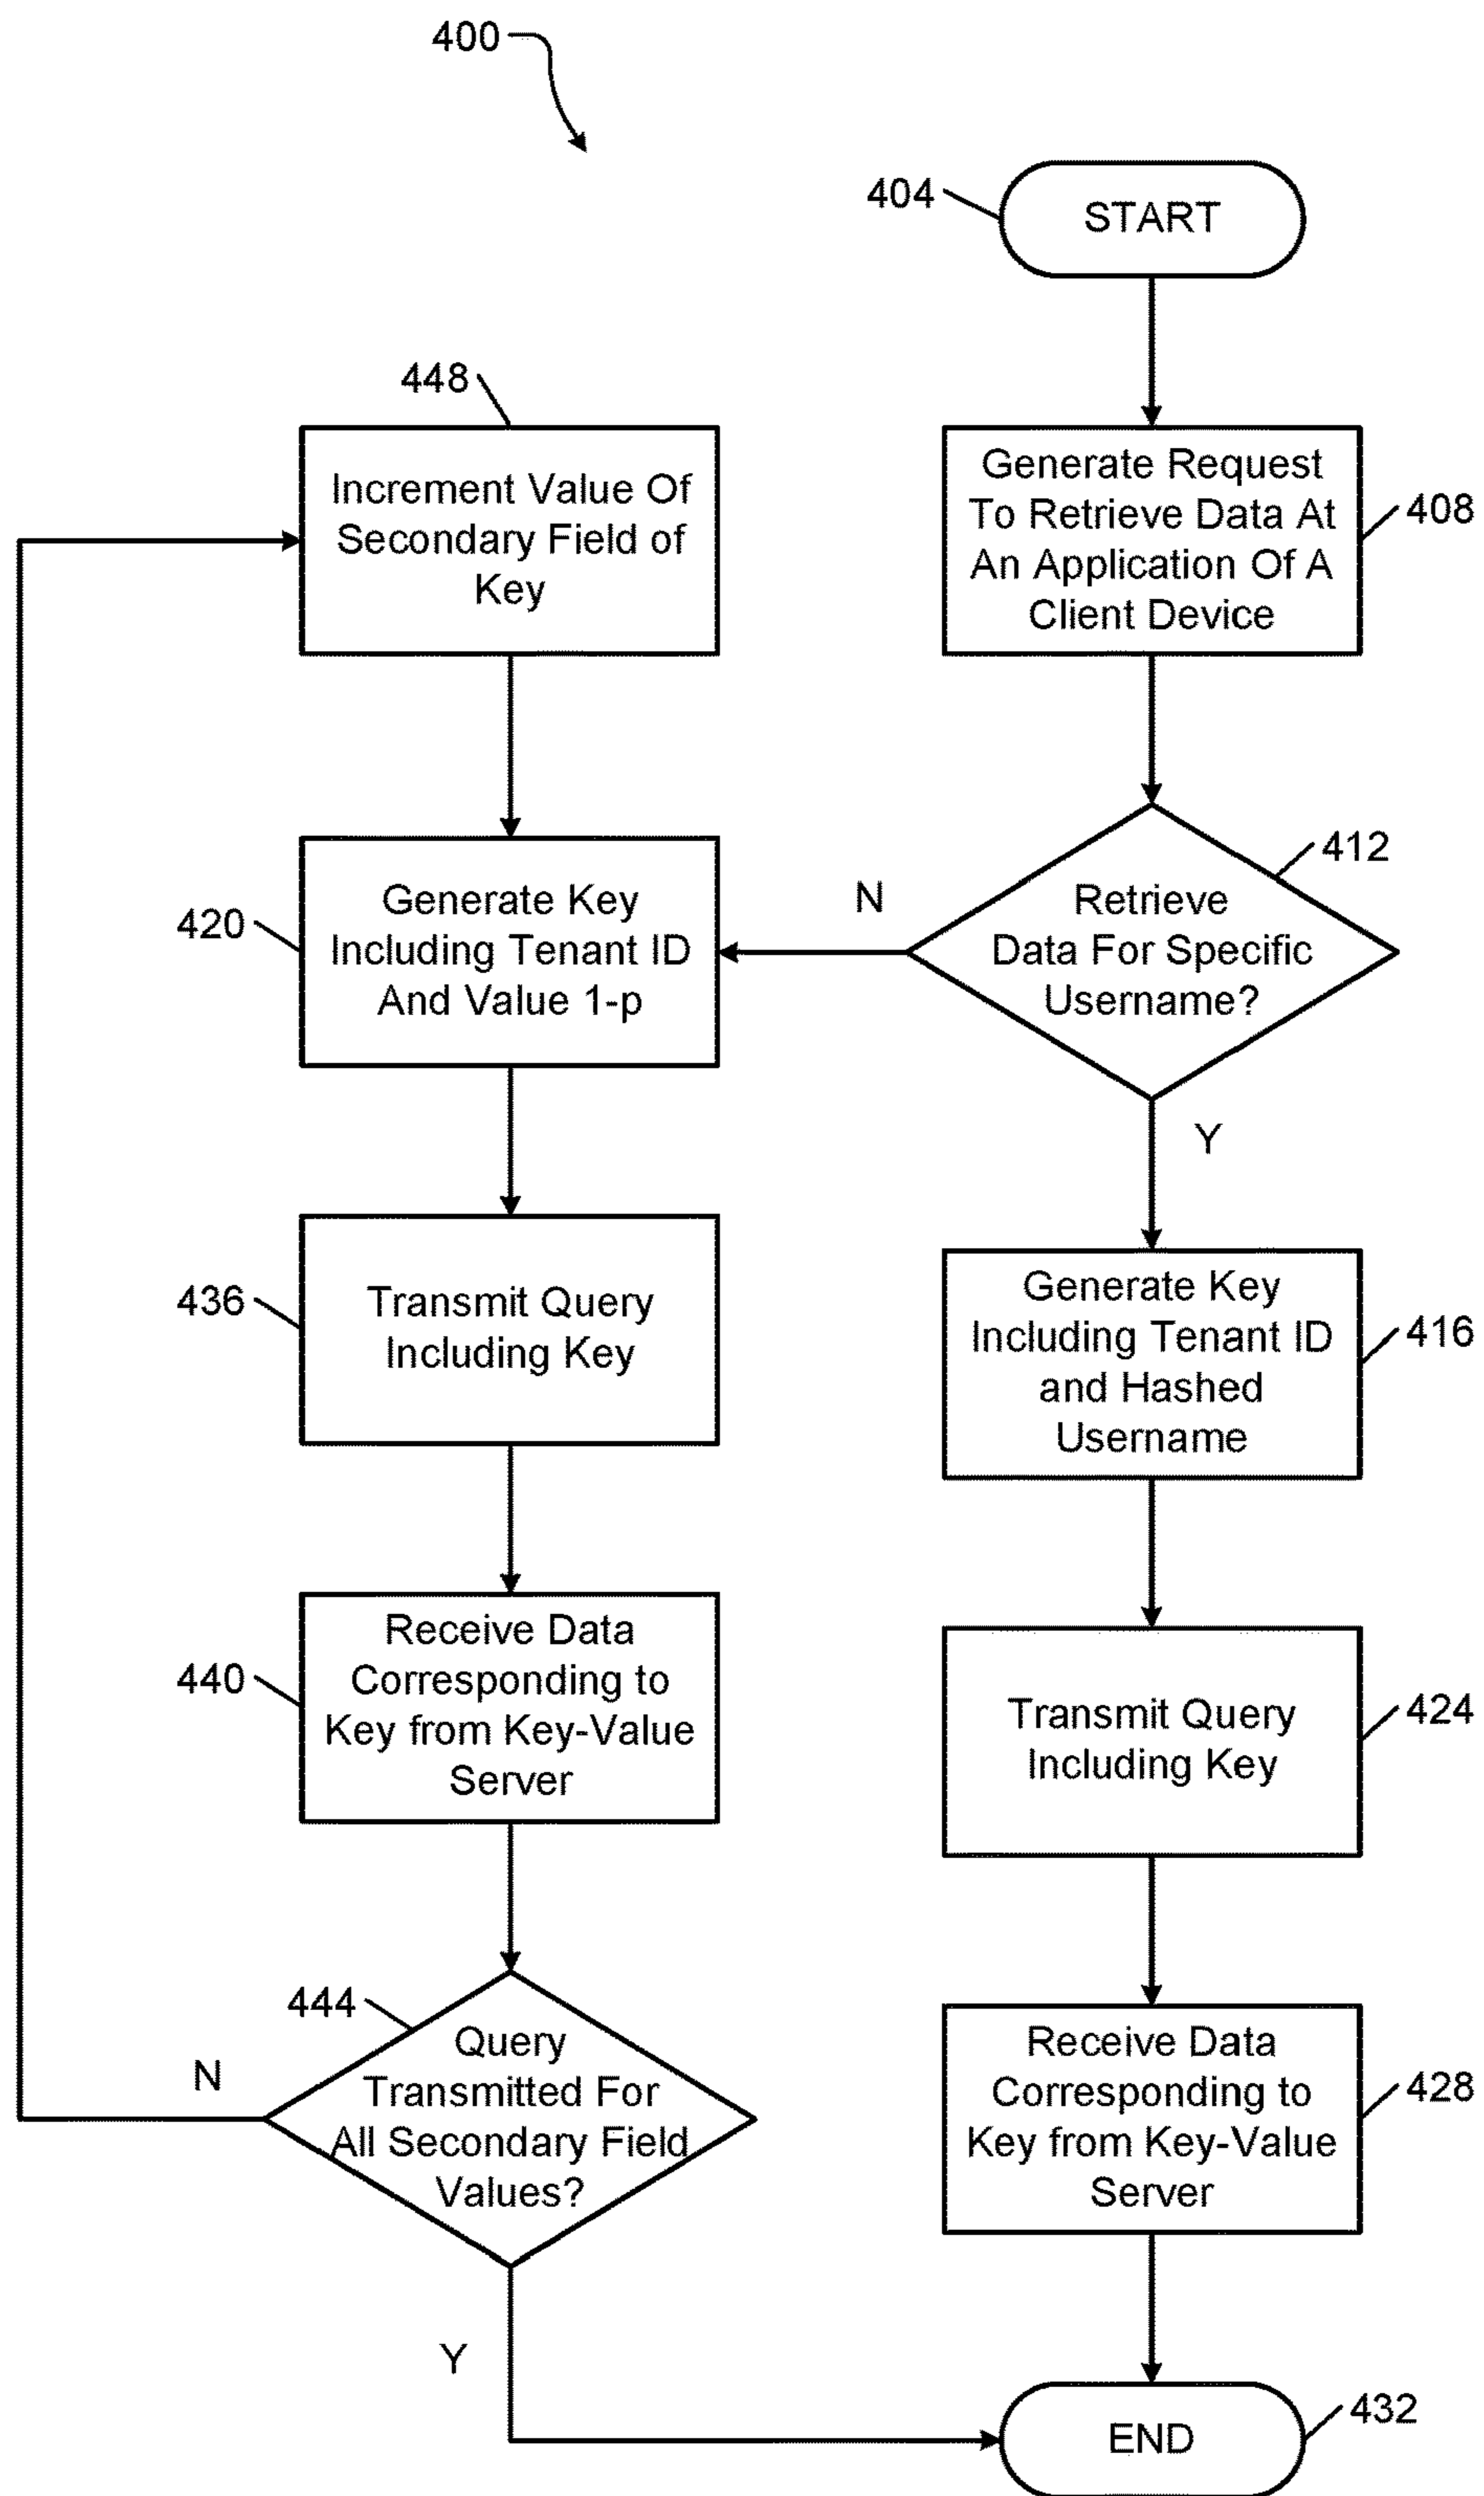 400
404
START
448
Increment Value Of
Secondary Field of
Key
Generate Request
To Retrieve Data At
An Application Of A
Client Device
408
420
Generate Key
Including Tenant ID
And Value 1-p
N
412
Retrieve
Data For Specific
Username?
Y
436
Transmit Query
Including Key
Generate Key
Including Tenant ID
and Hashed
Username
416
440
Receive Data
Corresponding to
Key from Key-Value
Server
Transmit Query
Including Key
424
444
N
Query
Transmitted For
All Secondary Field
Values?
Y
Receive Data
Corresponding to
Key from Key-Value
Server
428
END
432